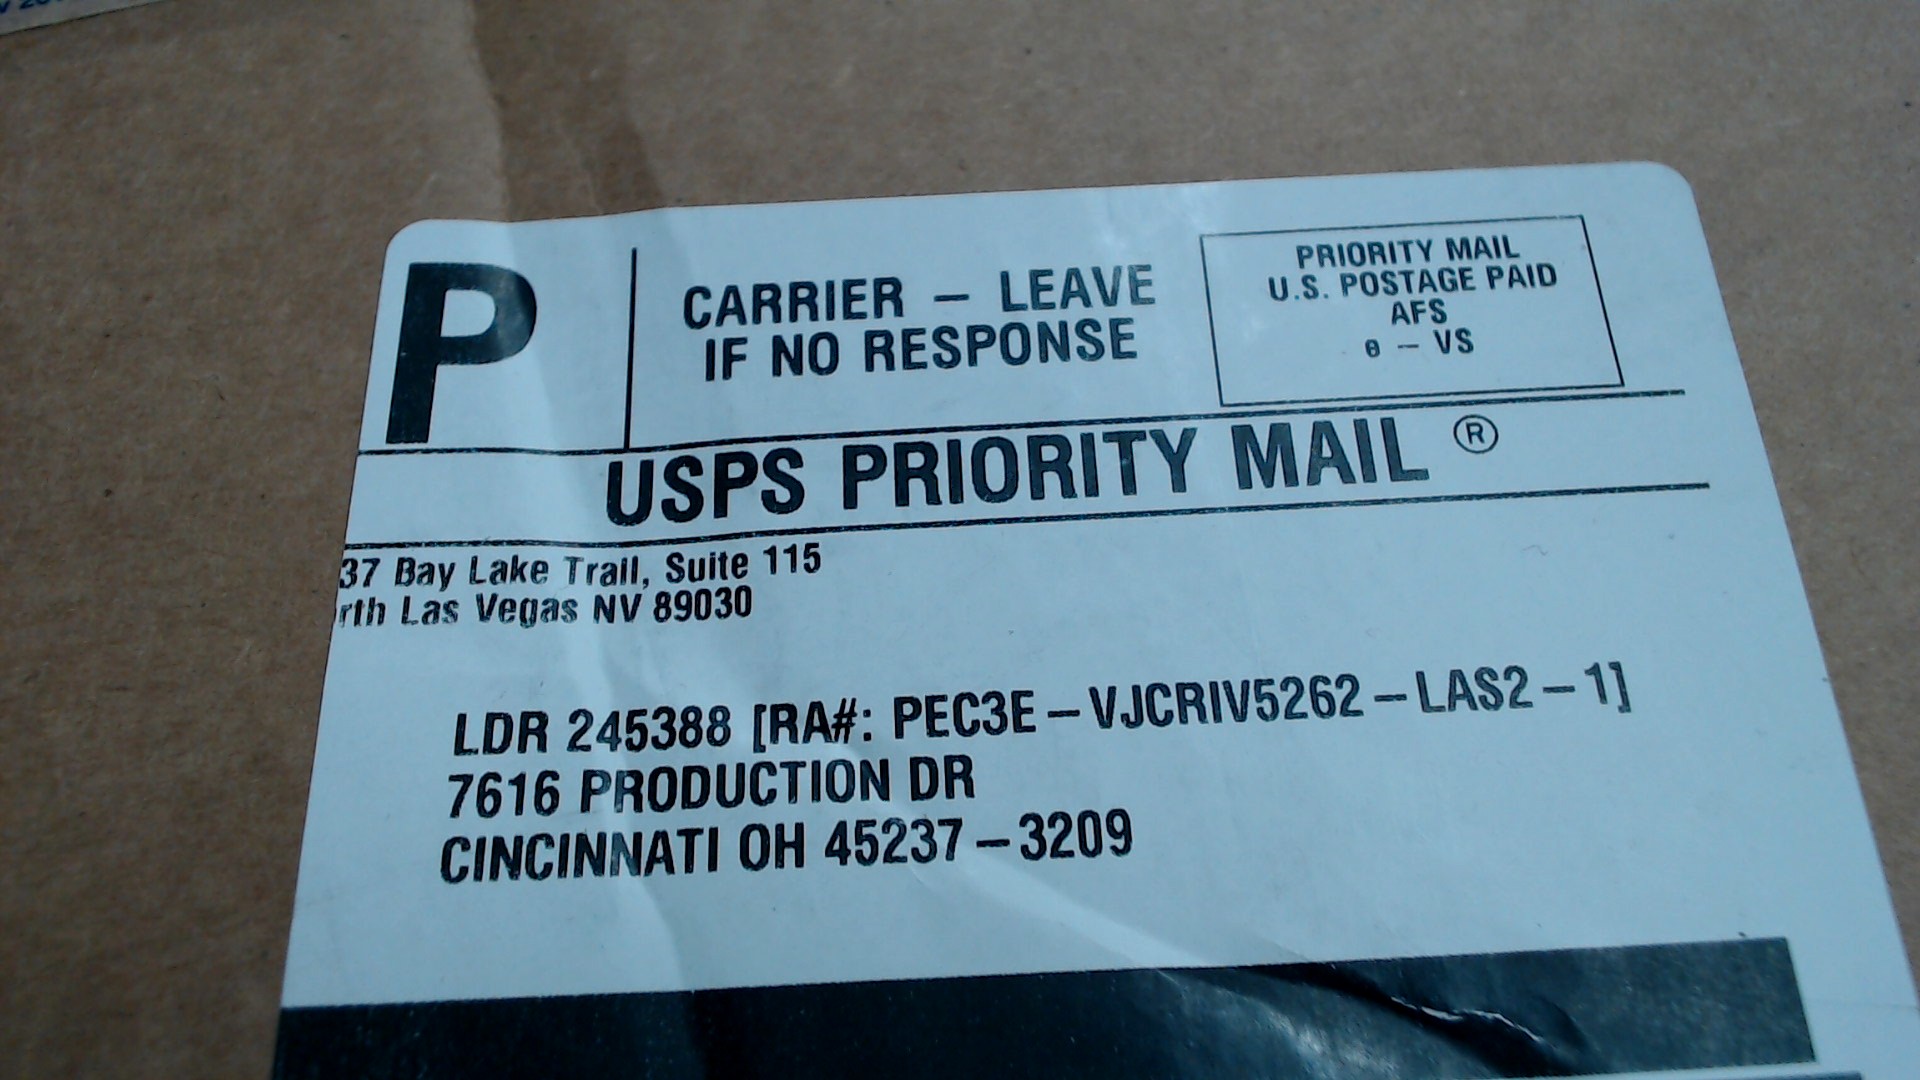 P
CARRIER – LEAVE
IF NO RESPONSE
PRIORITY MAIL
U.S. POSTAGE PAID
AFS
e – VS
USPS PRIORITY MAIL ®
37 Bay Lake Trail, Suite 115
rth Las Vegas NV 89030
LDR 245388 [RA#: PEC3E–VJCRIV5262–LAS2–1]
7616 PRODUCTION DR
CINCINNATI OH 45237–3209